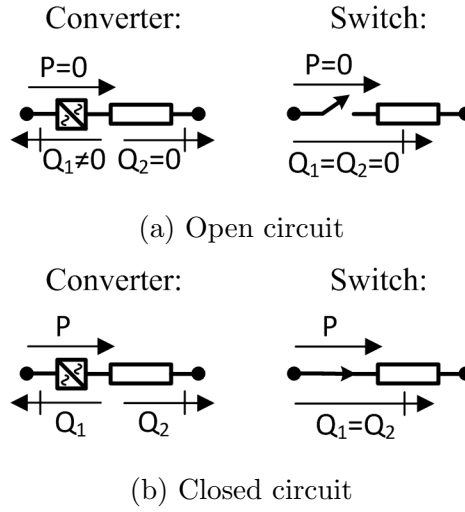 Converter: Switch:
P=0 P=0
Q₁≠0 Q₂=0 Q₁=Q₂=0
(a) Open circuit
Converter: Switch:
P P
Q₁ Q₂ Q₁=Q₂
(b) Closed circuit